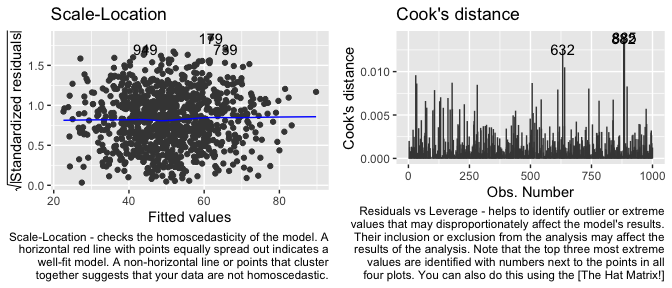 Scale-Location
√|Standardized residuals|
179
949
789
1.5
1.0
0.5
0.0
20
40
60
80
Fitted values
Scale-Location - checks the homoscedasticity of the model. A
horizontal red line with points equally spread out indicates a
well-fit model. A non-horizontal line or points that cluster
together suggests that your data are not homoscedastic.
Cook's distance
Cook's distance
632
0.010
0.005
0.000
0
250
500
750
1000
Obs. Number
Residuals vs Leverage - helps to identify outlier or extreme
values that may disproportionately affect the model's results.
Their inclusion or exclusion from the analysis may affect the
results of the analysis. Note that the top three most extreme
values are identified with numbers next to the points in all
four plots. You can also do this using the [The Hat Matrix!]